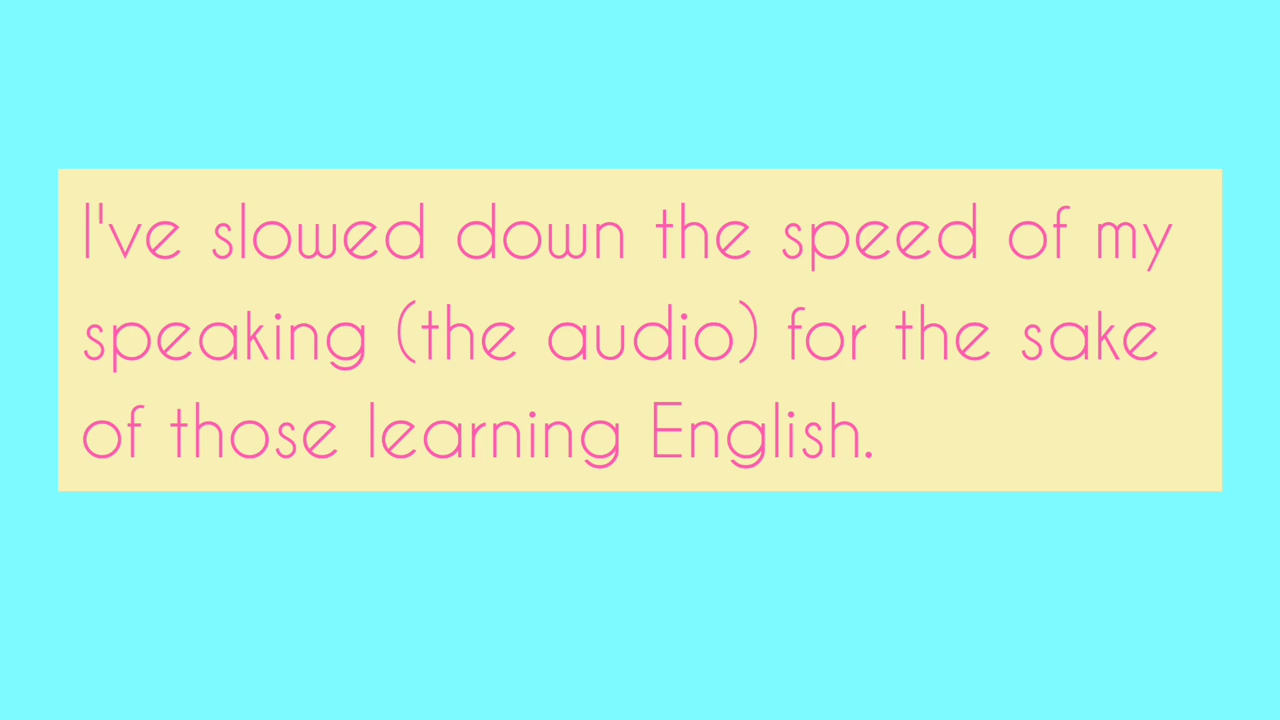 I've slowed down the speed of my
speaking (the audio) for the sake
of those learning English.